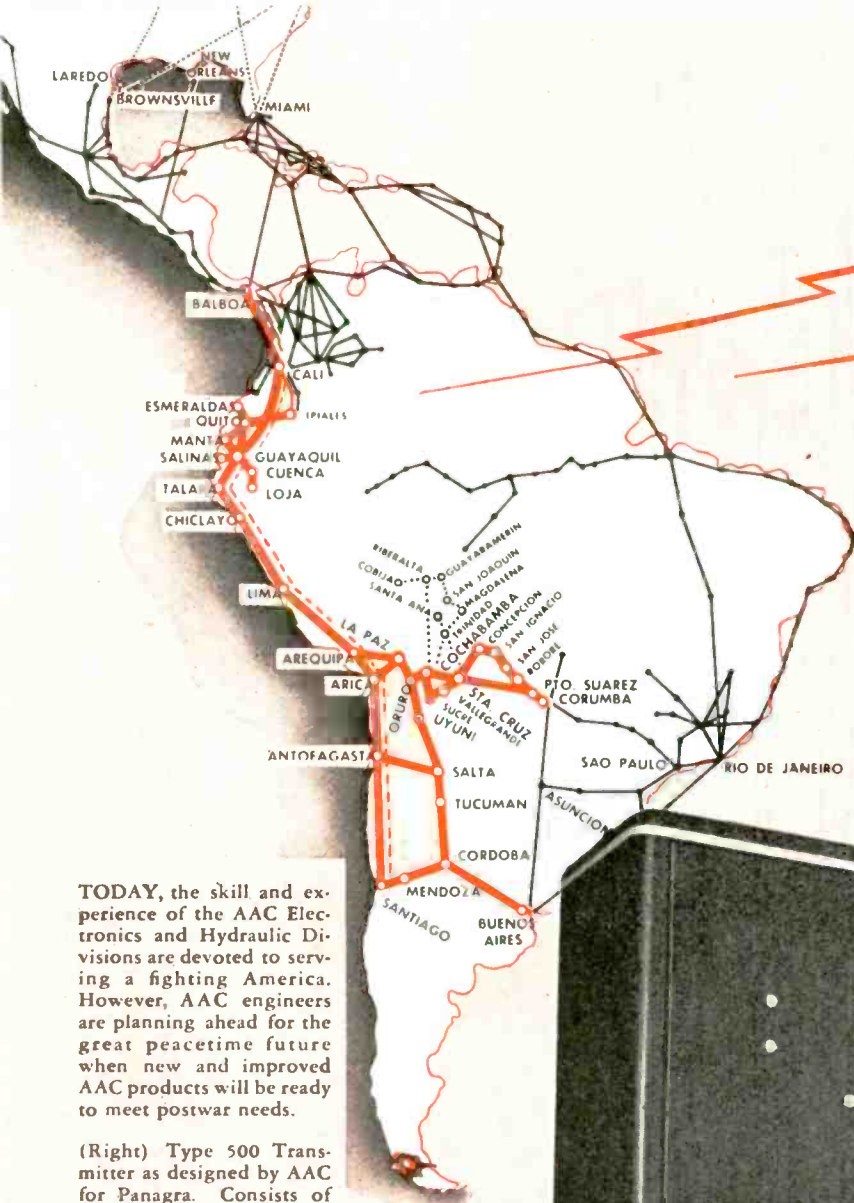 NEW
ORLEANS
LAREDO
BROWNSVILLE
MIAMI
BALBOA
CALI
ESMERALDAS
IPIALES
QUITO
MANTA
SALINAS
GUAYAQUIL
CUENCA
TALARA
LOJA
CHICLAYO
RIBERALTA
GUAYARAMERIN
COBIJA
SAN JOAQUIN
SANTA ANA
MAGDALENA
TRINIDAD
LIMA
COCHABAMBA
CONCEPCION
SAN IGNACIO
SAN JOSE
ROBORE
LA PAZ
AREQUIPA
ARICA
ORURO
STA. CRUZ
VALLEGRANDE
SUCRE
UYUNI
PTO. SUAREZ
CORUMBA
ANTOFAGASTA
SALTA
SAO PAULO
RIO DE JANEIRO
TUCUMAN
ASUNCION
CORDOBA
MENDOZA
SANTIAGO
BUENOS
AIRES
TODAY, the skill and ex-
perience of the AAC Elec-
tronics and Hydraulic Di-
visions are devoted to serv-
ing a fighting America.
However, AAC engineers
are planning ahead for the
great peacetime future
when new and improved
AAC products will be ready
to meet postwar needs.
(Right) Type 500 Trans-
mitter as designed by AAC
for Panagra. Consists of